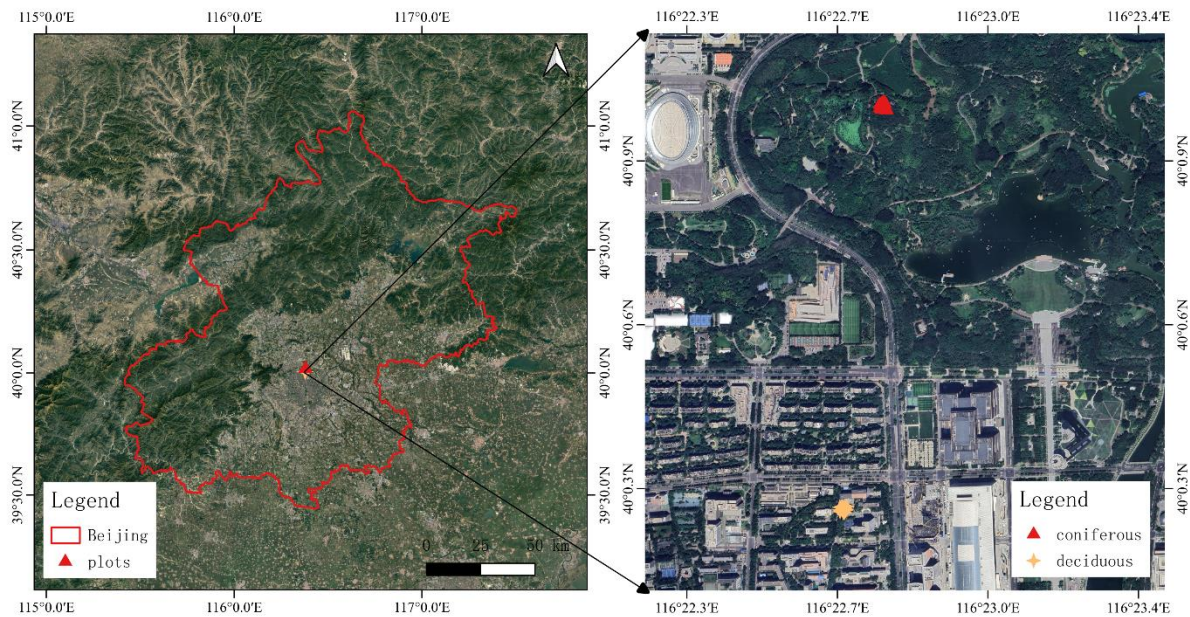 115°0.0'E 116°0.0'E 117°0.0'E
116°22.3'E 116°22.7'E 116°23.0'E 116°23.4'E
41°0.0'N
40°30.0'N
40°0.0'N
39°30.0'N
Legend
Beijing
plots
0 25 50 km
41°0.0'N
40°30.0'N
40°0.0'N
39°30.0'N
115°0.0'E 116°0.0'E 117°0.0'E
40°0.9'N
40°0.6'N
40°0.3'N
Legend
coniferous
deciduous
40°0.9'N
40°0.6'N
40°0.3'N
116°22.3'E 116°22.7'E 116°23.0'E 116°23.4'E